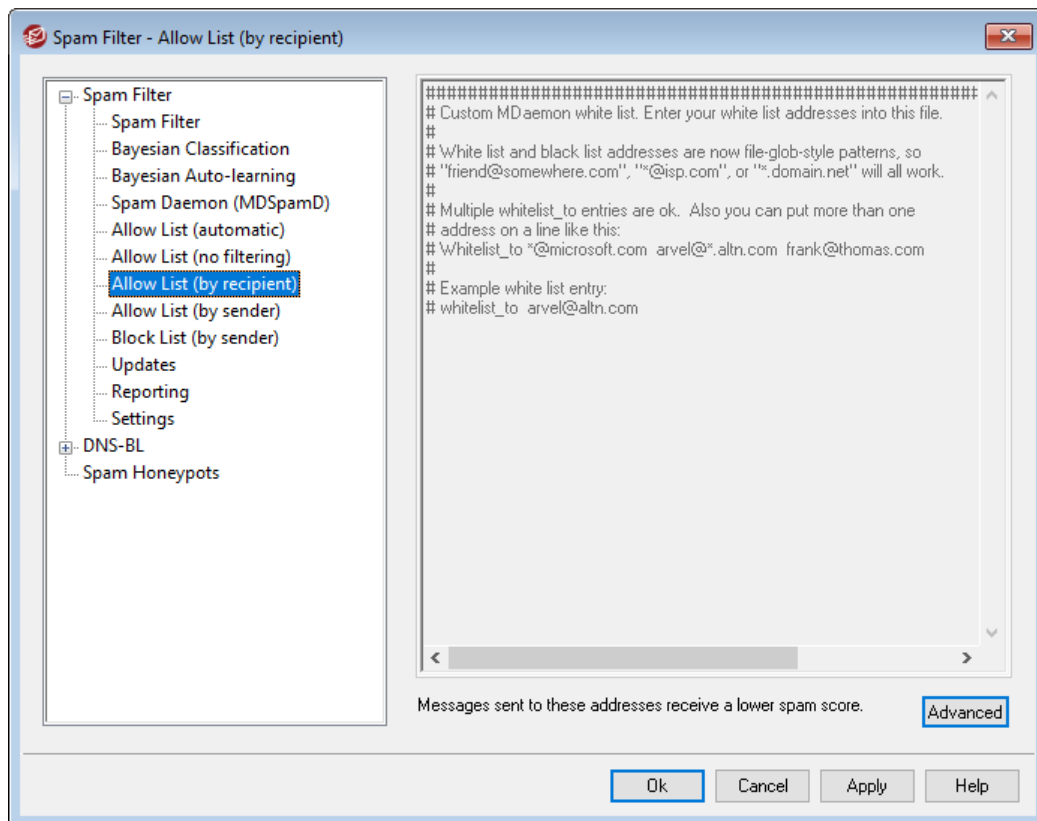 Spam Filter - Allow List (by recipient)
Spam Filter
Spam Filter
Bayesian Classification
Bayesian Auto-learning
Spam Daemon (MDSpamD)
Allow List (automatic)
Allow List (no filtering)
Allow List (by recipient)
Allow List (by sender)
Block List (by sender)
Updates
Reporting
Settings
DNS-BL
Spam Honeypots
######################################################
# Custom MDaemon white list. Enter your white list addresses into this file.
#
# White list and black list addresses are now file-glob-style patterns, so
# "friend@somewhere.com", "*@isp.com", or "*.domain.net" will all work.
#
# Multiple whitelist_to entries are ok.  Also you can put more than one
# address on a line like this:
# Whitelist_to *@microsoft.com  arvel@*.altn.com  frank@thomas.com
#
# Example white list entry:
# whitelist_to  arvel@altn.com
Messages sent to these addresses receive a lower spam score.
Advanced
Ok
Cancel
Apply
Help